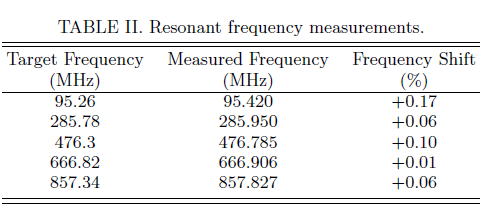 TABLE II. Resonant frequency measurements.
Target Frequency Measured Frequency Frequency Shift
(MHz) (MHz) (%)
95.26 95.420 +0.17
285.78 285.950 +0.06
476.3 476.785 +0.10
666.82 666.906 +0.01
857.34 857.827 +0.06